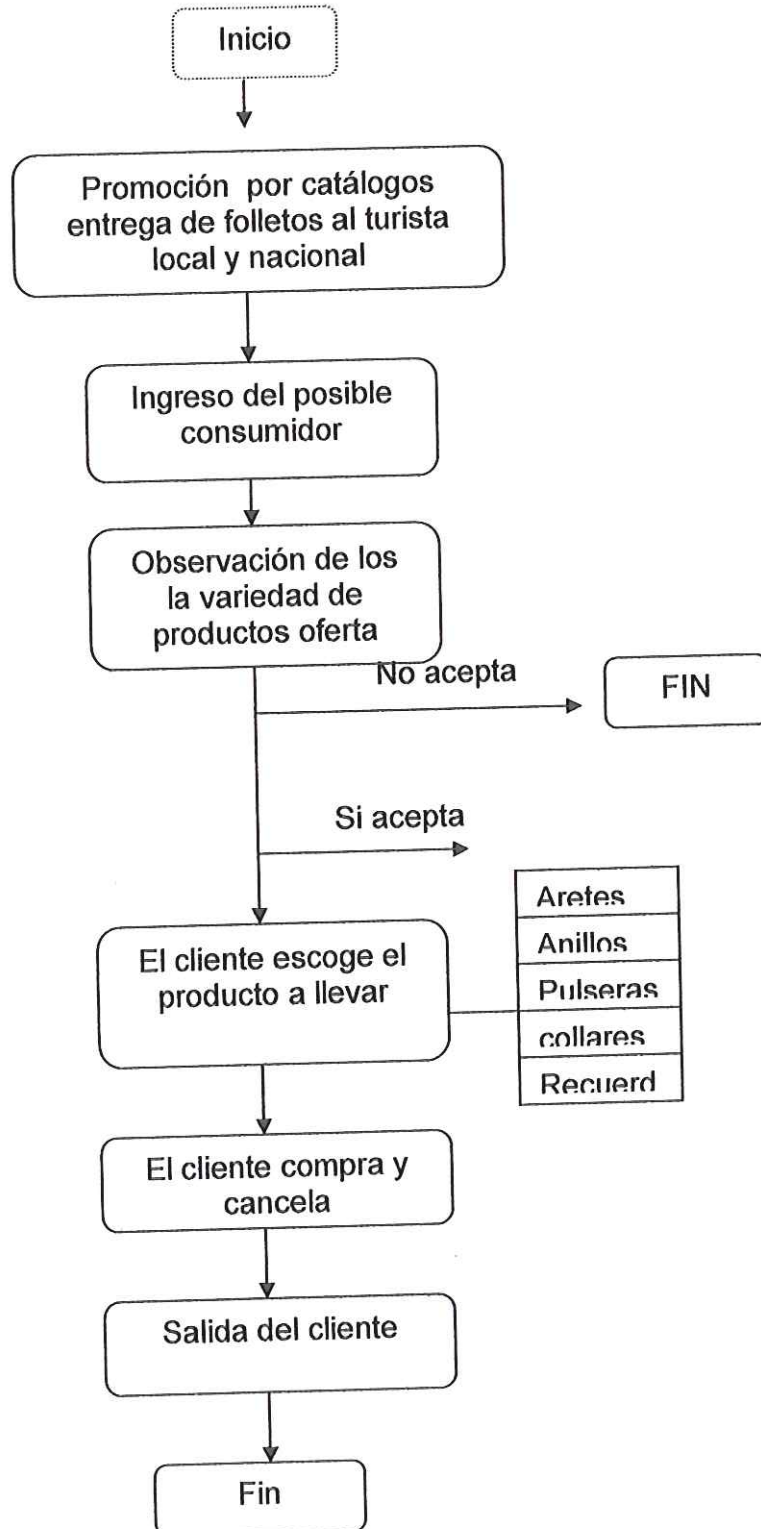 Inicio
Promoción por catálogos
entrega de folletos al turista
local y nacional
Ingreso del posible
consumidor
Observación de los
la variedad de
productos oferta
No acepta
FIN
Si acepta
Aretes
Anillos
Pulseras
collares
Recuerd
El cliente escoge el
producto a llevar
El cliente compra y
cancela
Salida del cliente
Fin